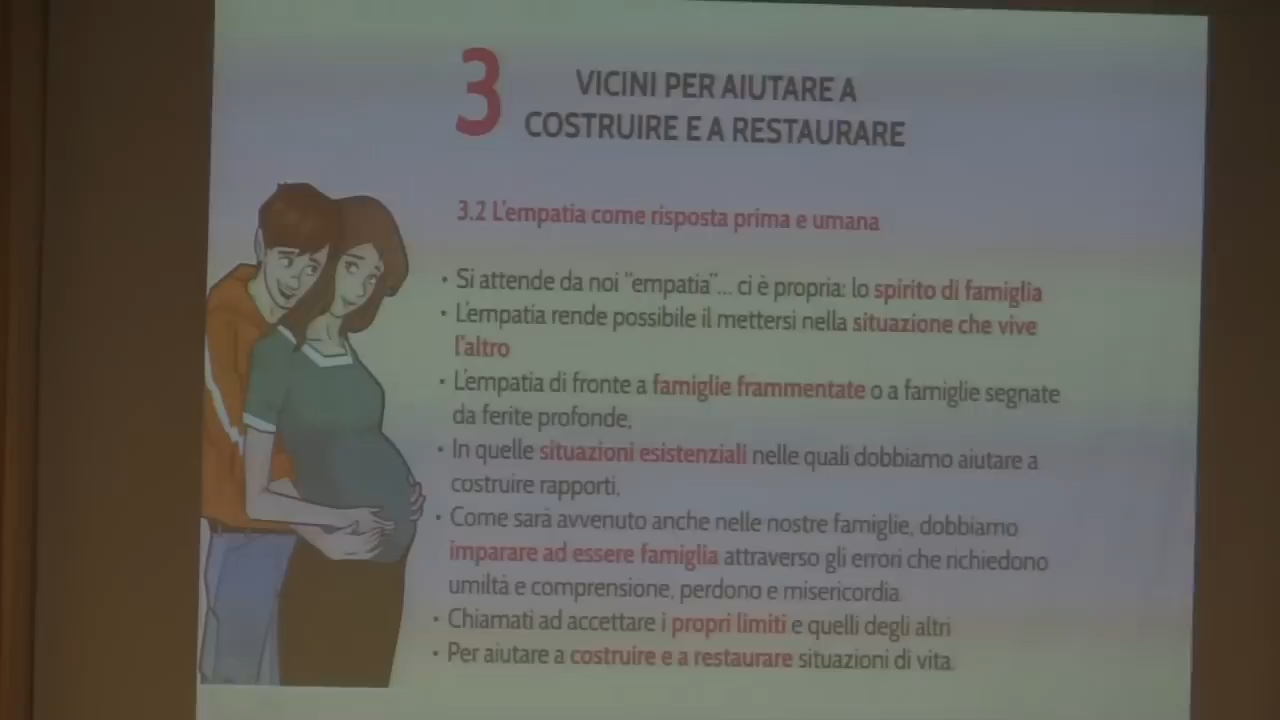 3
VICINI PER AIUTARE A
COSTRUIRE E A RESTAURARE
3.2 L'empatia come risposta prima e umana
• Si attende da noi "empatia"... ci è propria: lo spirito di famiglia
• L'empatia rende possibile il mettersi nella situazione che vive
l'altro
• L'empatia di fronte a famiglie frammentate o a famiglie segnate
da ferite profonde,
• In quelle situazioni esistenziali nelle quali dobbiamo aiutare a
costruire rapporti,
• Come sarà avvenuto anche nelle nostre famiglie, dobbiamo
imparare ad essere famiglia attraverso gli errori che richiedono
umiltà e comprensione, perdono e misericordia.
• Chiamati ad accettare i propri limiti e quelli degli altri
• Per aiutare a costruire e a restaurare situazioni di vita.